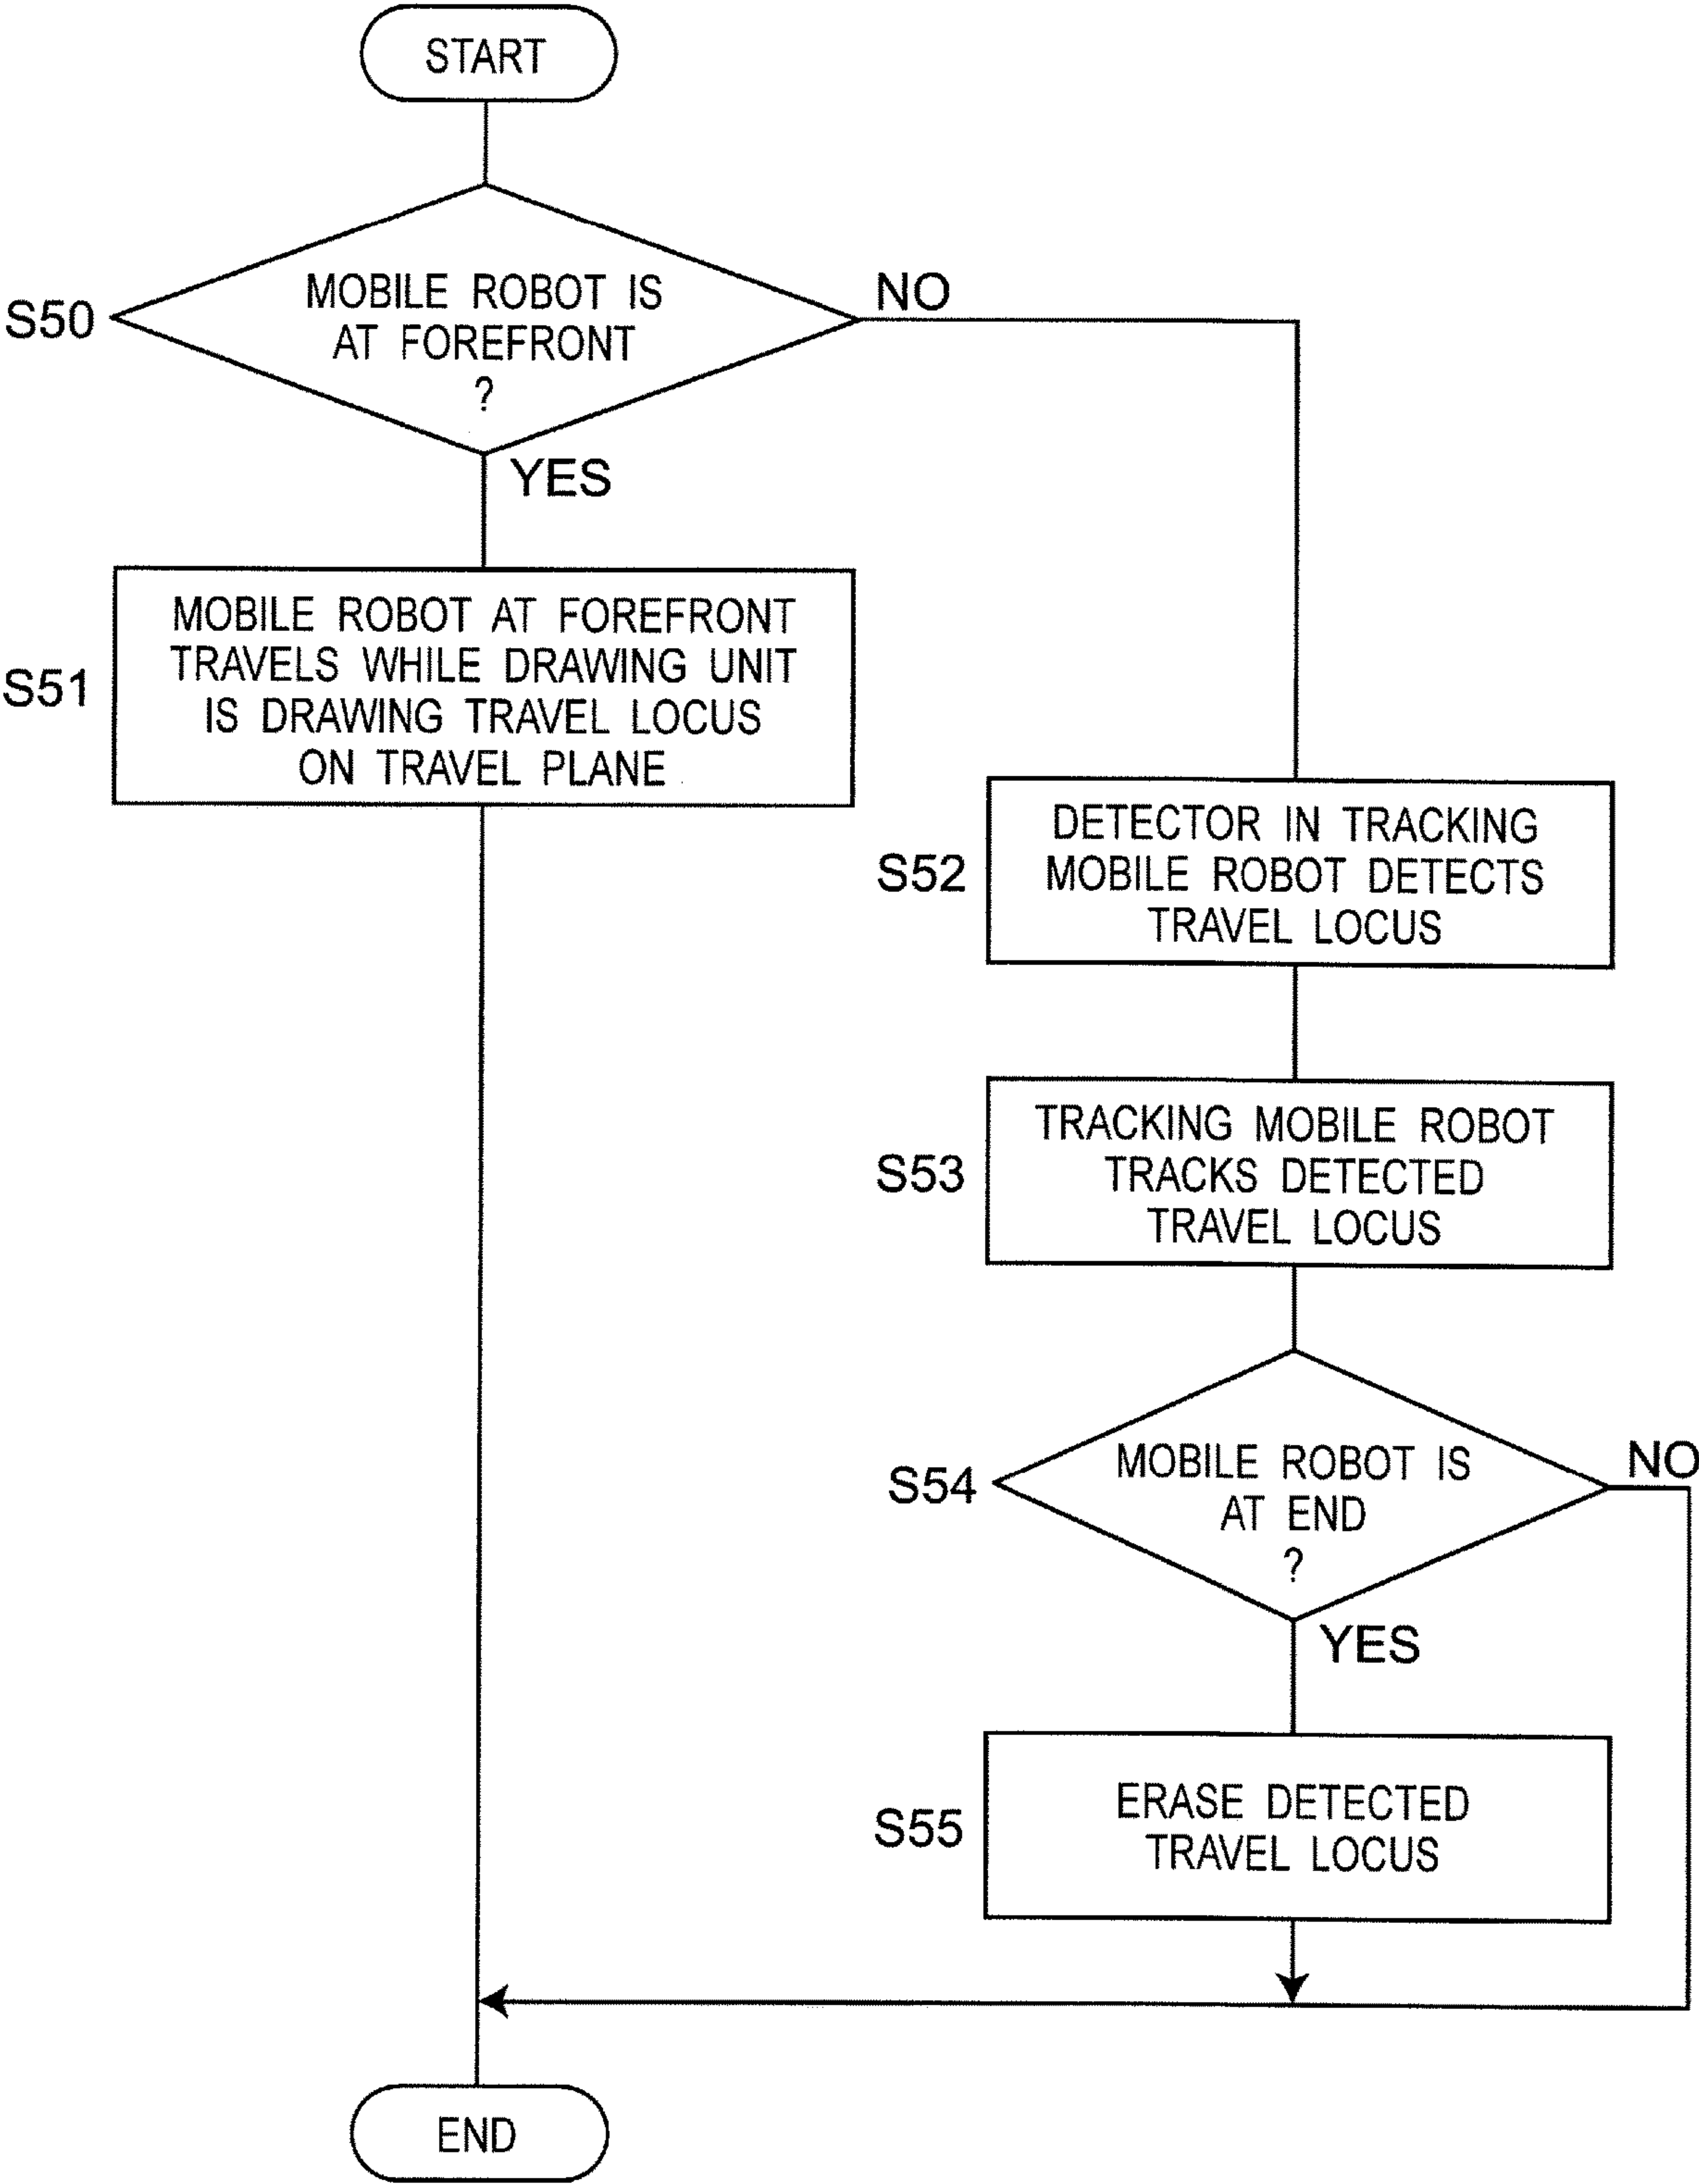 START
S50
MOBILE ROBOT IS
AT FOREFRONT
?
NO
YES
S51
MOBILE ROBOT AT FOREFRONT
TRAVELS WHILE DRAWING UNIT
IS DRAWING TRAVEL LOCUS
ON TRAVEL PLANE
S52
DETECTOR IN TRACKING
MOBILE ROBOT DETECTS
TRAVEL LOCUS
S53
TRACKING MOBILE ROBOT
TRACKS DETECTED
TRAVEL LOCUS
S54
MOBILE ROBOT IS
AT END
?
NO
YES
S55
ERASE DETECTED
TRAVEL LOCUS
END